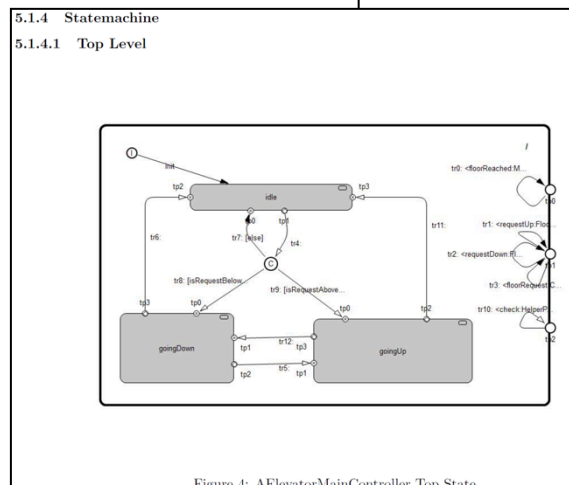 5.1.4 Statemachine
5.1.4.1 Top Level
I
I
Init
tp2
tp3
tr0: <floorReached:M...
idle
tp0
tp0
tp1
tr6:
tr7: [else]
tr4:
tr11:
tr1: <requestUp:Floo...
tr2: <requestDown:Fl...
tp1
C
tr8: [isRequestBelow...
tr9: [isRequestAbove...
tr3: <floorRequest:C...
tp3
tp0
tp0
tp2
tr10: <check:HelperP...
tp2
goingDown
tp1
tr12:
tp3
goingUp
tp2
tr5:
tp1
Figure 4: AElevatorMainController Top State